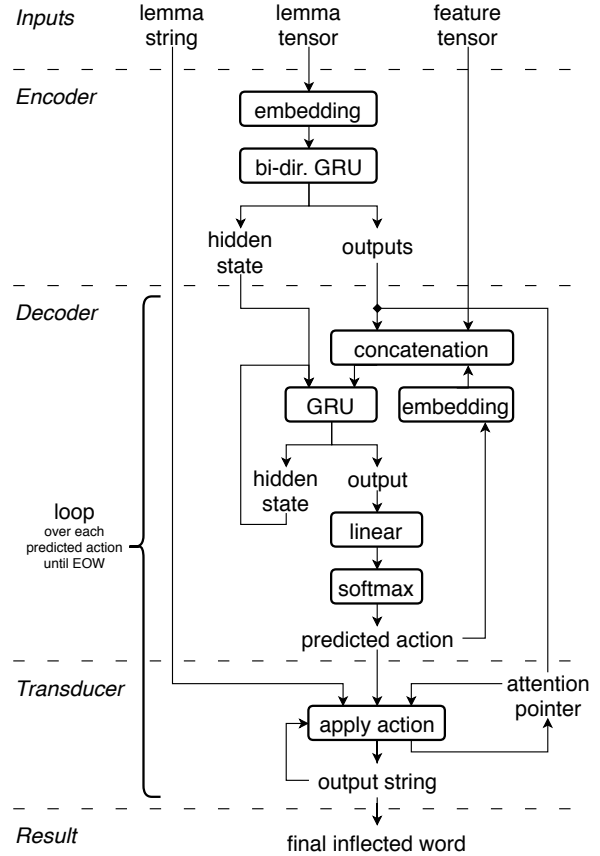 Inputs
lemma
string
lemma
tensor
feature
tensor
Encoder
embedding
bi-dir. GRU
hidden
state
outputs
Decoder
concatenation
GRU
embedding
hidden
state
output
loop
over each
predicted action
until EOW
linear
softmax
predicted action
Transducer
attention
pointer
apply action
output string
Result
final inflected word